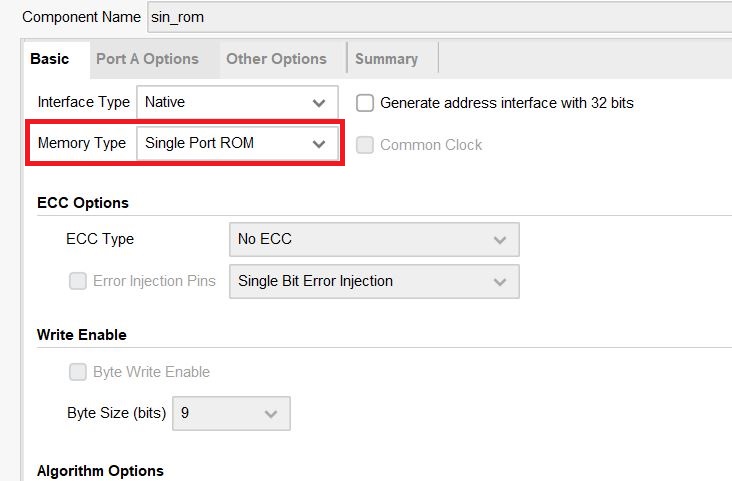 Component Name sin_rom
Basic Port A Options Other Options Summary
Interface Type Native Generate address interface with 32 bits
Memory Type Single Port ROM Common Clock
ECC Options
ECC Type No ECC
Error Injection Pins Single Bit Error Injection
Write Enable
Byte Write Enable
Byte Size (bits) 9
Algorithm Options